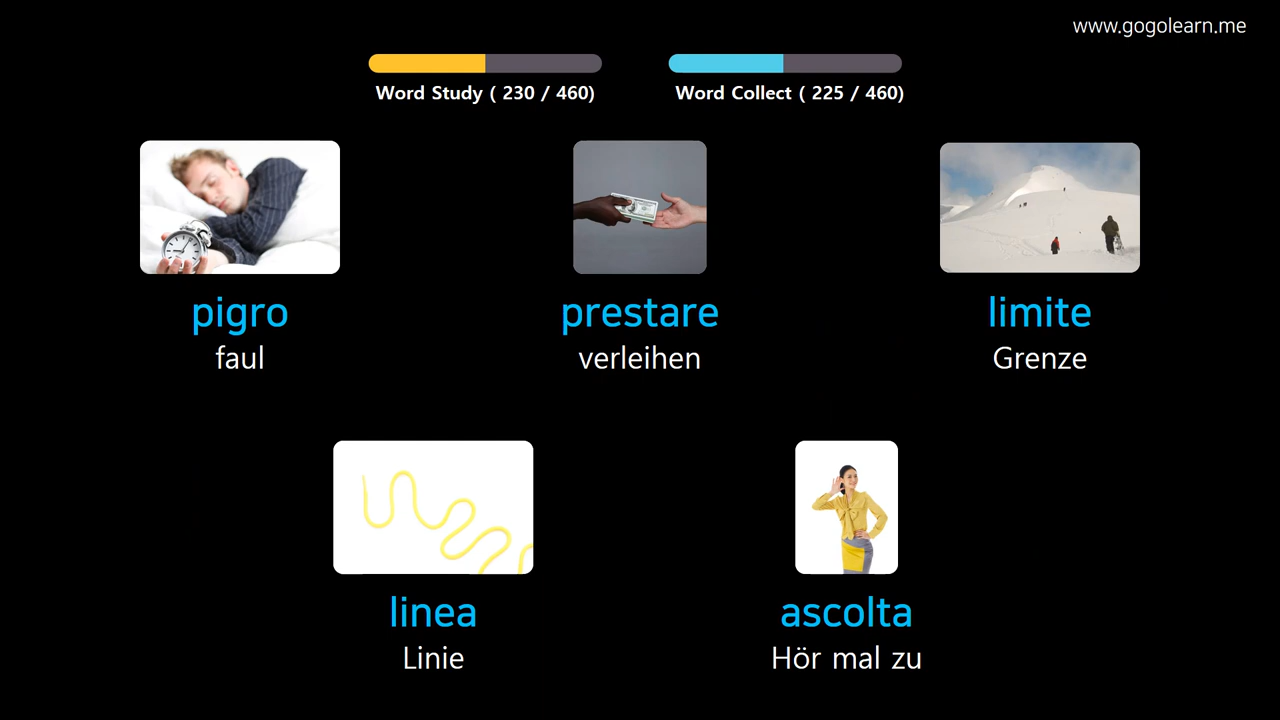 www.gogolearn.me
Word Study ( 230 / 460)
Word Collect ( 225 / 460)
pigro
faul
prestare
verleihen
limite
Grenze
linea
Linie
ascolta
Hör mal zu